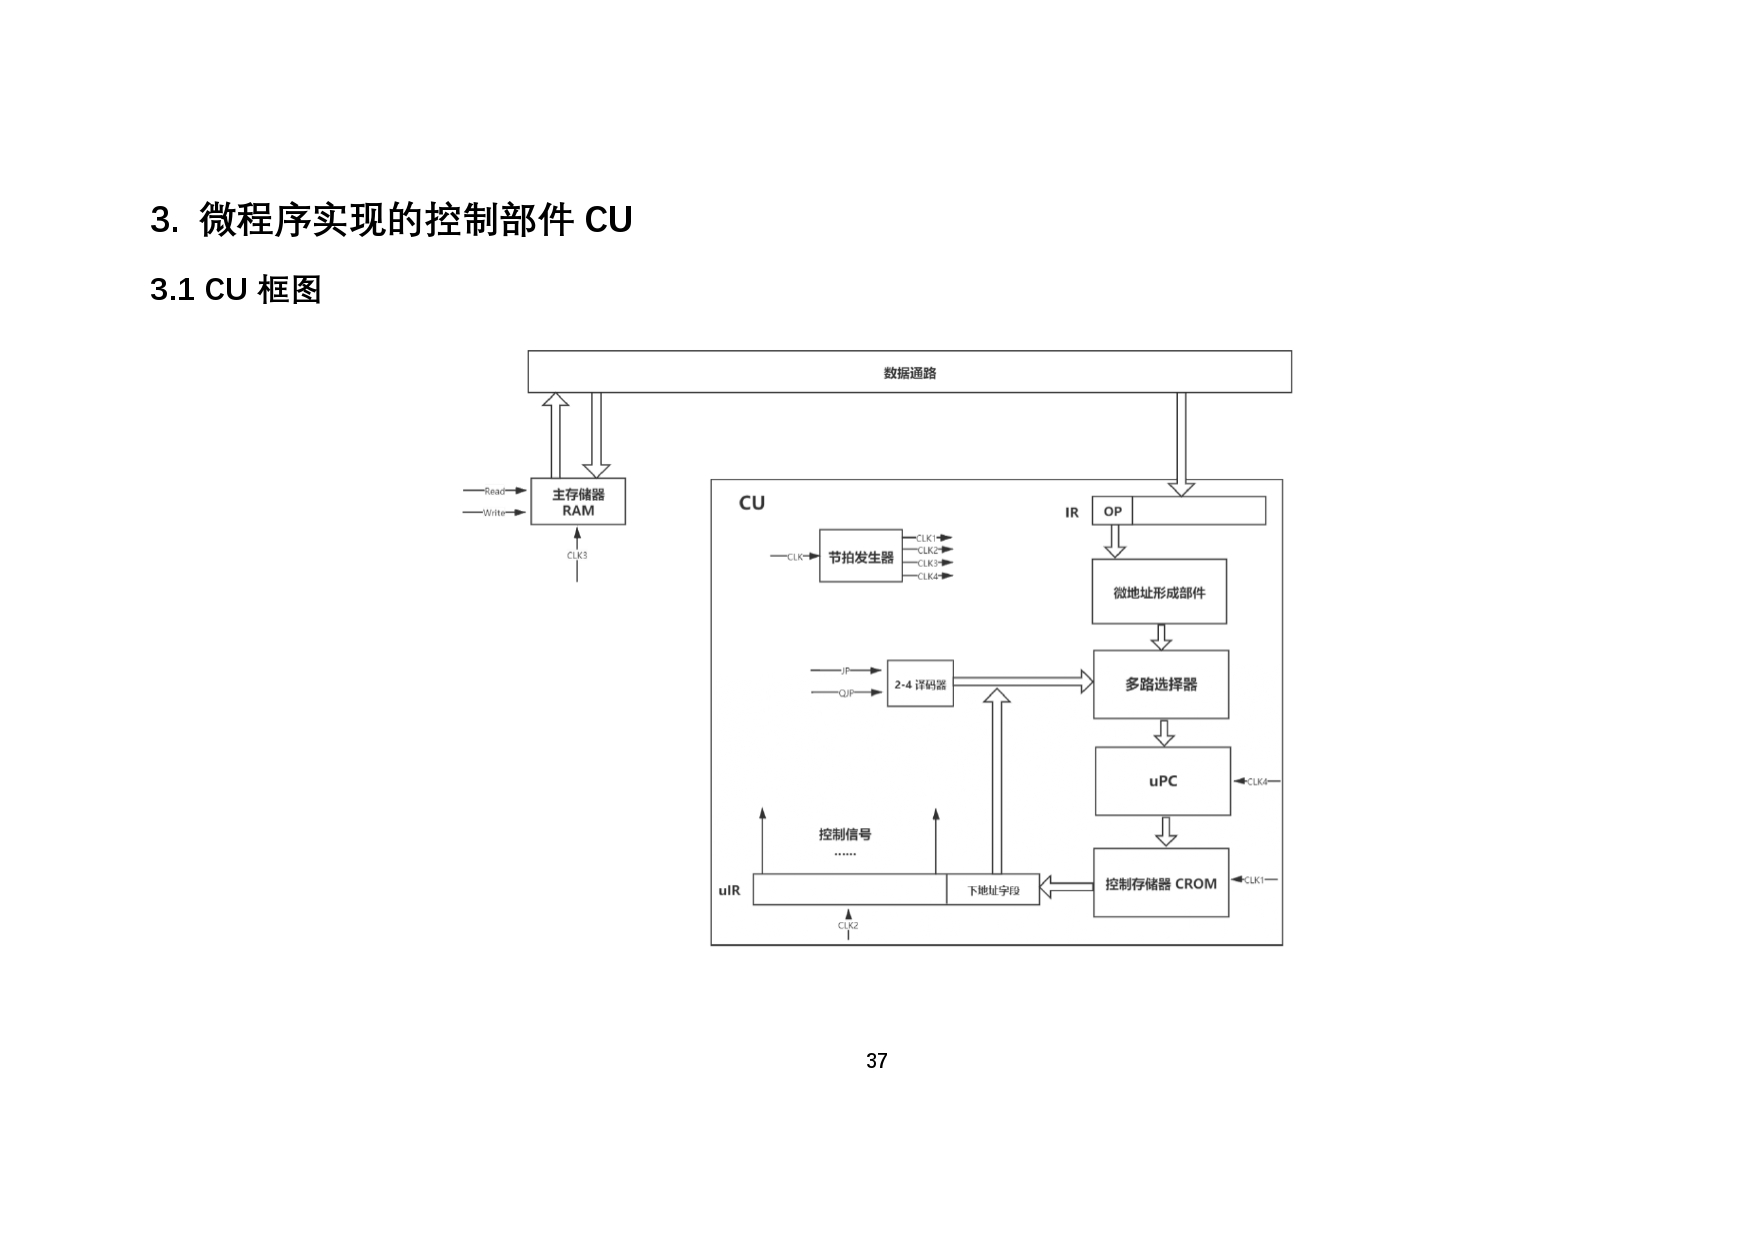 3. 微程序实现的控制部件 CU
3.1 CU 框图
数据通路
Read
Write
主存储器
RAM
CLK3
CU
CLK
节拍发生器
CLK1
CLK2
CLK3
CLK4
IR
OP
微地址形成部件
JP
QJP
2-4 译码器
多路选择器
uPC
CLK4
控制信号
······
uIR
下地址字段
控制存储器 CROM
CLK1
CLK2
37